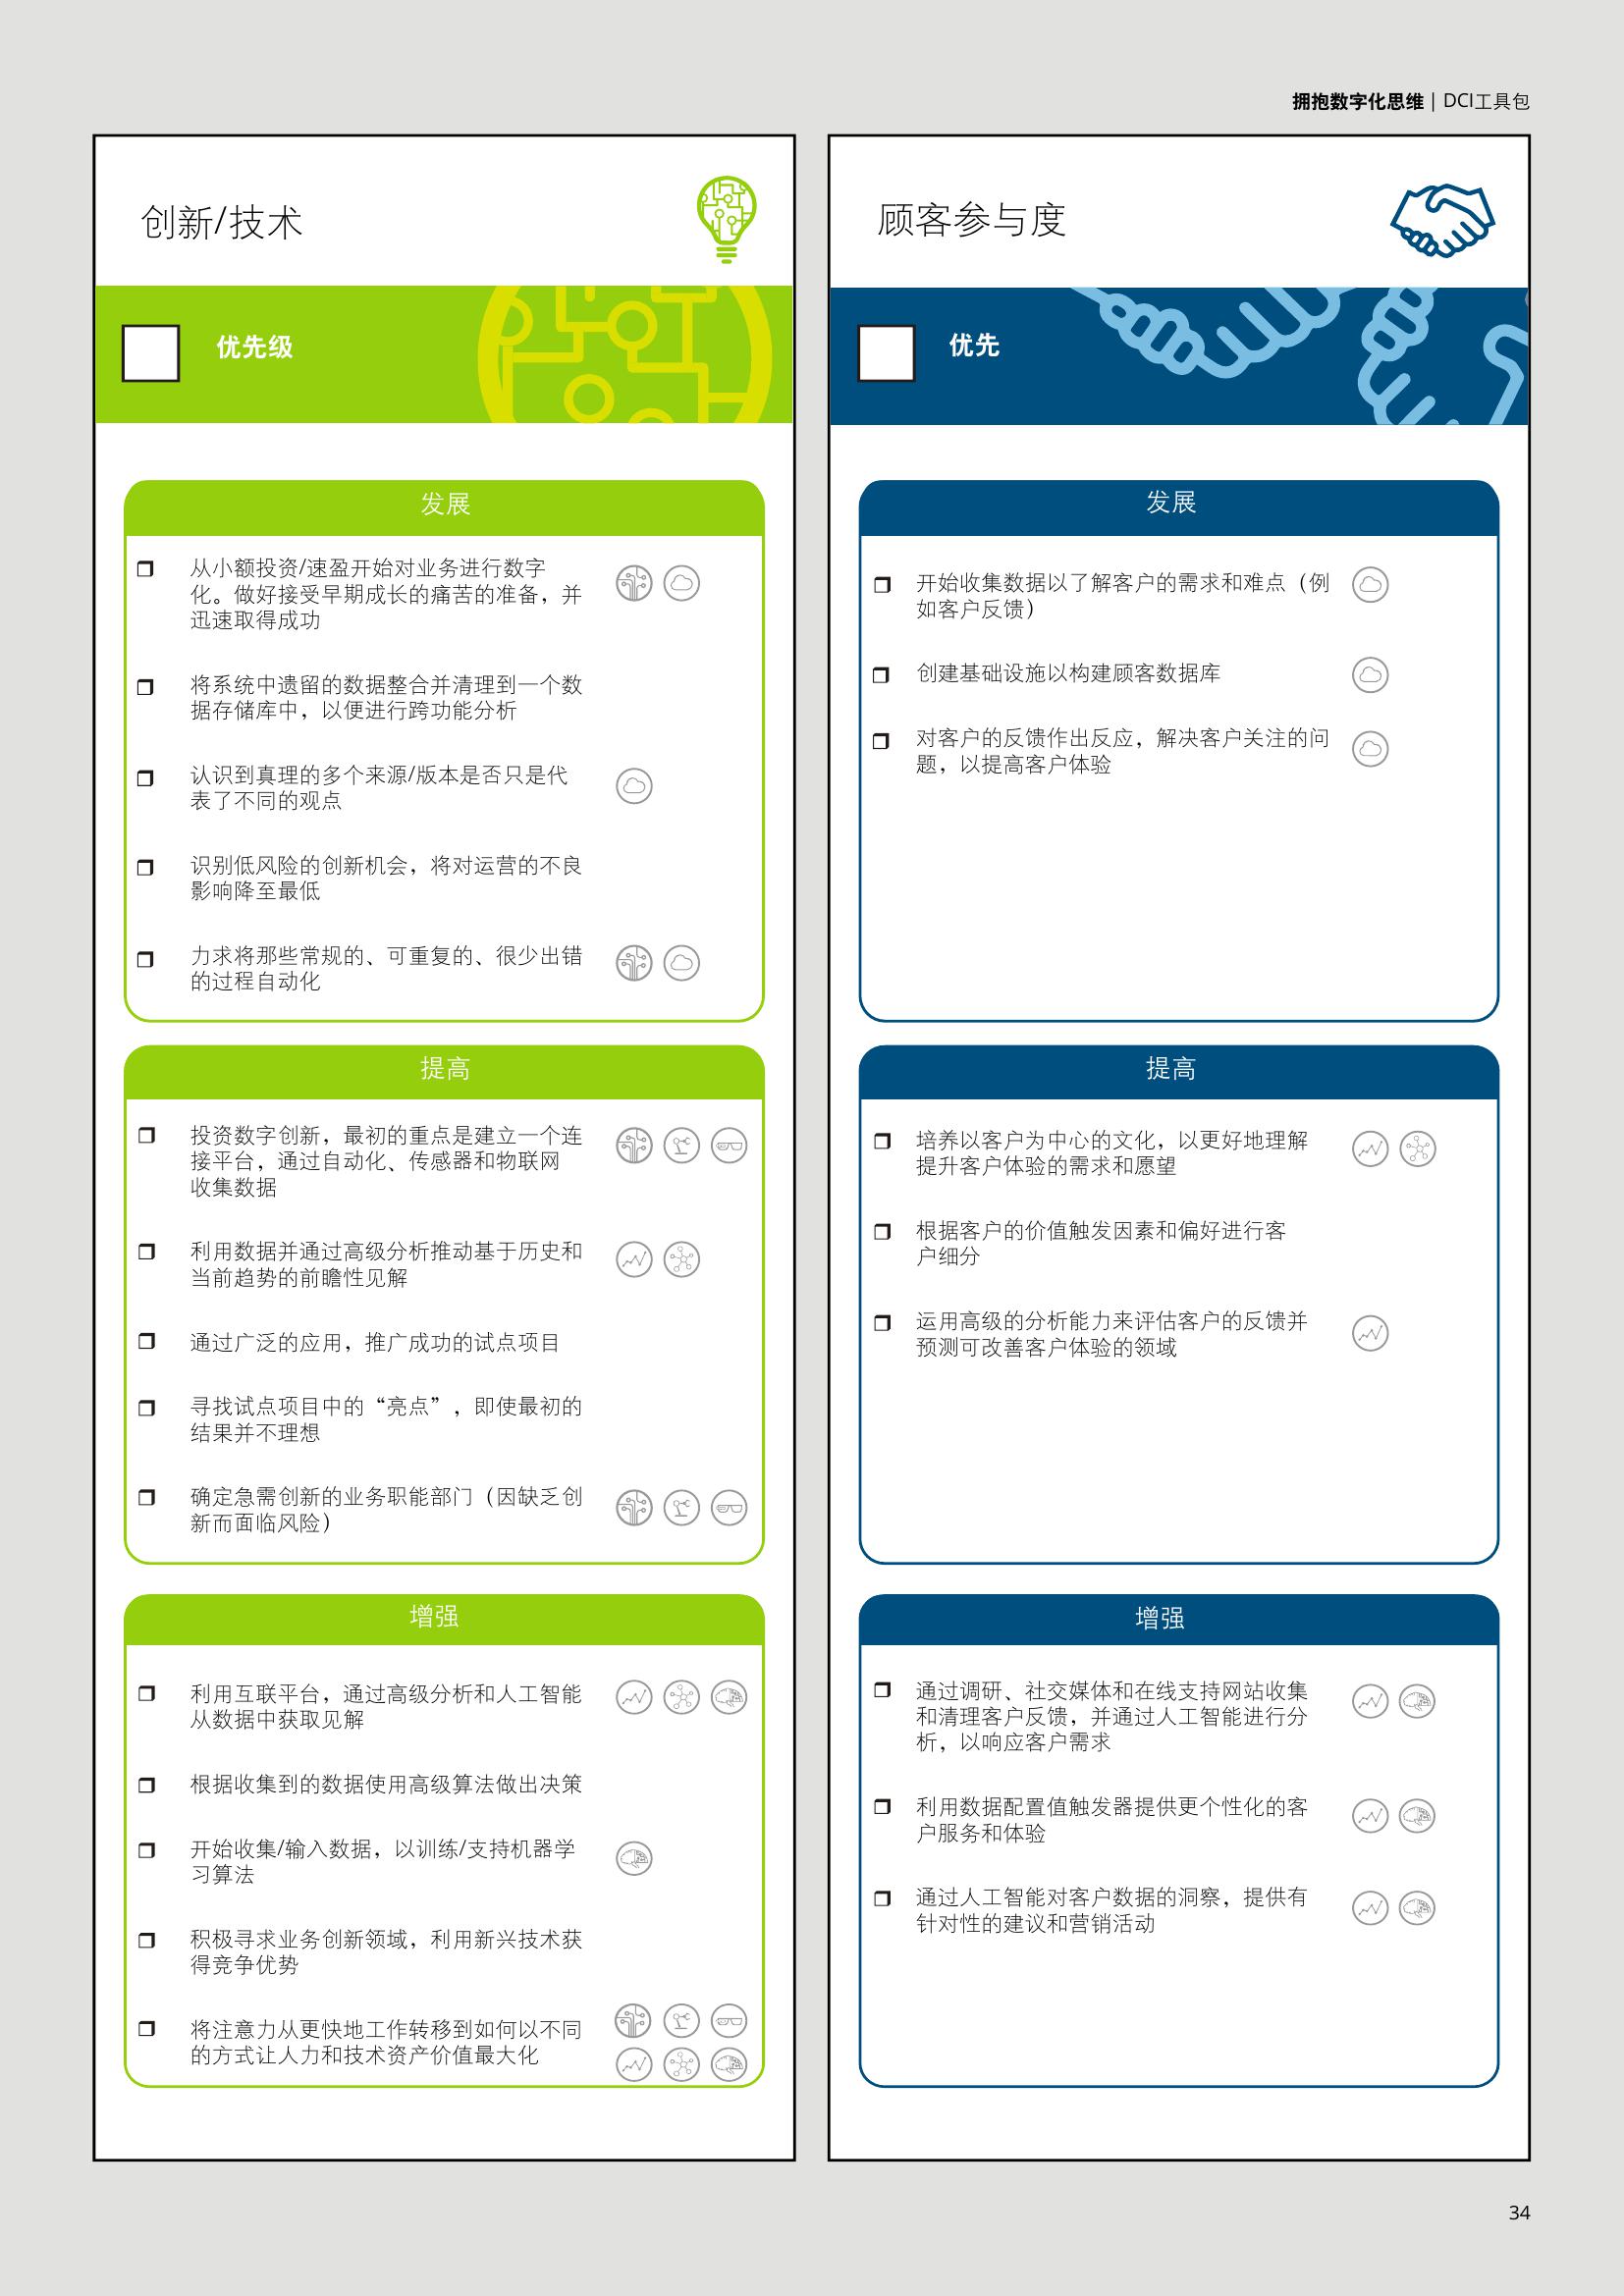 拥抱数字化思维 | DCI工具包
创新/技术
优先级
发展
从小额投资/速盈开始对业务进行数字
化。做好接受早期成长的痛苦的准备，并
迅速取得成功
将系统中遗留的数据整合并清理到一个数
据存储库中，以便进行跨功能分析
认识到真理的多个来源/版本是否只是代
表了不同的观点
识别低风险的创新机会，将对运营的不良
影响降至最低
力求将那些常规的、可重复的、很少出错
的过程自动化
提高
投资数字创新，最初的重点是建立一个连
接平台，通过自动化、传感器和物联网
收集数据
利用数据并通过高级分析推动基于历史和
当前趋势的前瞻性见解
通过广泛的应用，推广成功的试点项目
寻找试点项目中的“亮点”，即使最初的
结果并不理想
确定急需创新的业务职能部门（因缺乏创
新而面临风险）
增强
利用互联平台，通过高级分析和人工智能
从数据中获取见解
根据收集到的数据使用高级算法做出决策
开始收集/输入数据，以训练/支持机器学
习算法
积极寻求业务创新领域，利用新兴技术获
得竞争优势
将注意力从更快地工作转移到如何以不同
的方式让人力和技术资产价值最大化
顾客参与度
优先
发展
开始收集数据以了解客户的需求和难点（例
如客户反馈）
创建基础设施以构建顾客数据库
对客户的反馈作出反应，解决客户关注的问
题，以提高客户体验
提高
培养以客户为中心的文化，以更好地理解
提升客户体验的需求和愿望
根据客户的价值触发因素和偏好进行客
户细分
运用高级的分析能力来评估客户的反馈并
预测可改善客户体验的领域
增强
通过调研、社交媒体和在线支持网站收集
和清理客户反馈，并通过人工智能进行分
析，以响应客户需求
利用数据配置值触发器提供更个性化的客
户服务和体验
通过人工智能对客户数据的洞察，提供有
针对性的建议和营销活动
34